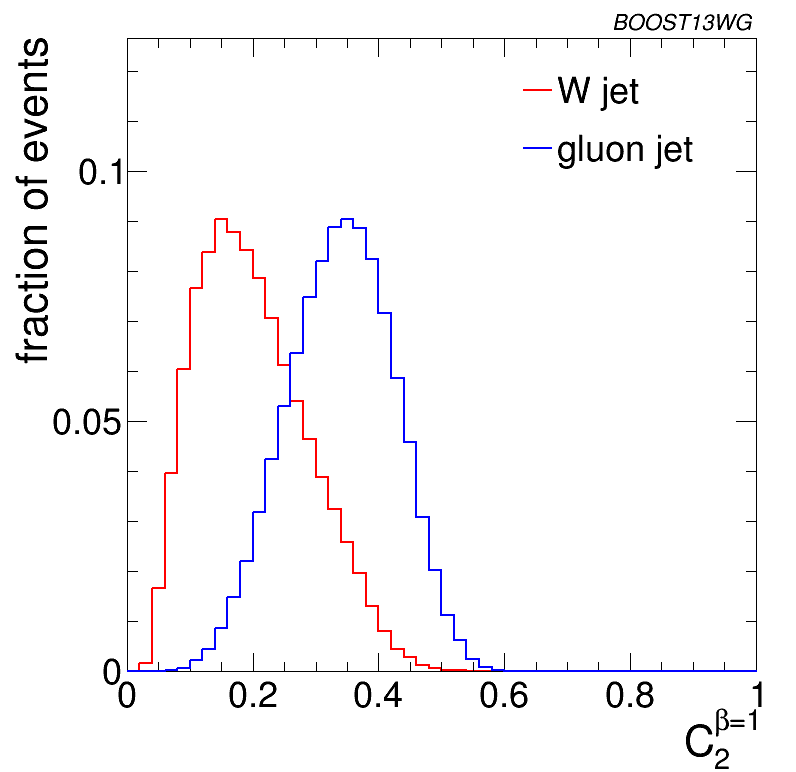 BOOST13WG
fraction of events
W jet
gluon jet
0.1
0.05
0
0 0.2 0.4 0.6 0.8 1
C₂^β=1